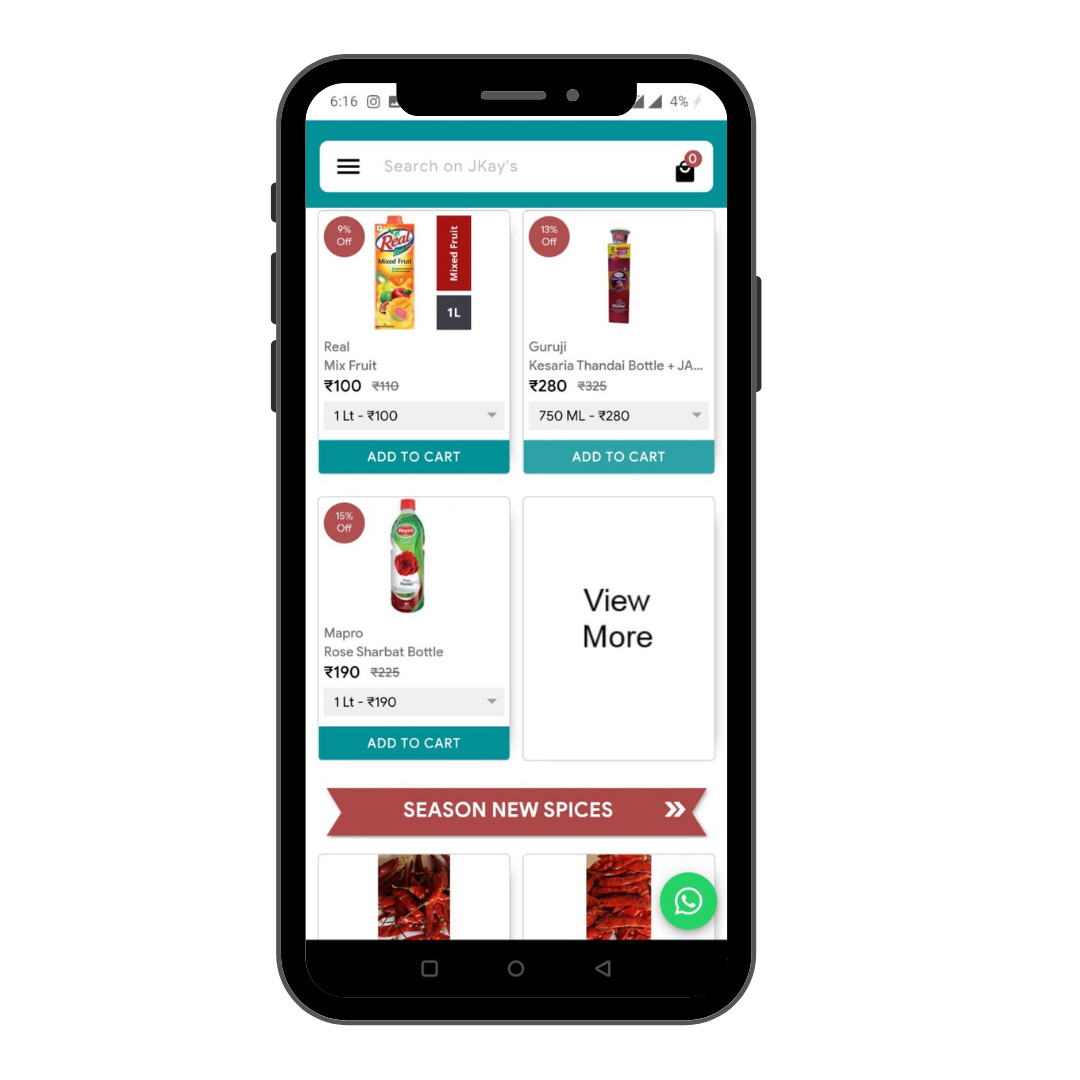 6:16
4%
Search on JKay's
0
9%
Off
Real
Mixed Fruit
Mixed Fruit
1L
Real
Mix Fruit
₹100 ₹110
1 Lt - ₹100
ADD TO CART
13%
Off
Guruji
Kesaria Thandai Bottle + JA...
₹280 ₹325
750 ML - ₹280
ADD TO CART
15%
Off
Mapro
Mapro
Rose Sharbat Bottle
₹190 ₹225
1 Lt - ₹190
ADD TO CART
View
More
SEASON NEW SPICES